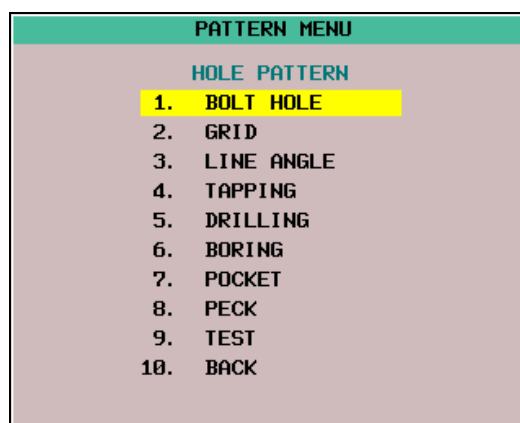 PATTERN MENU
HOLE PATTERN
1. BOLT HOLE
2. GRID
3. LINE ANGLE
4. TAPPING
5. DRILLING
6. BORING
7. POCKET
8. PECK
9. TEST
10. BACK